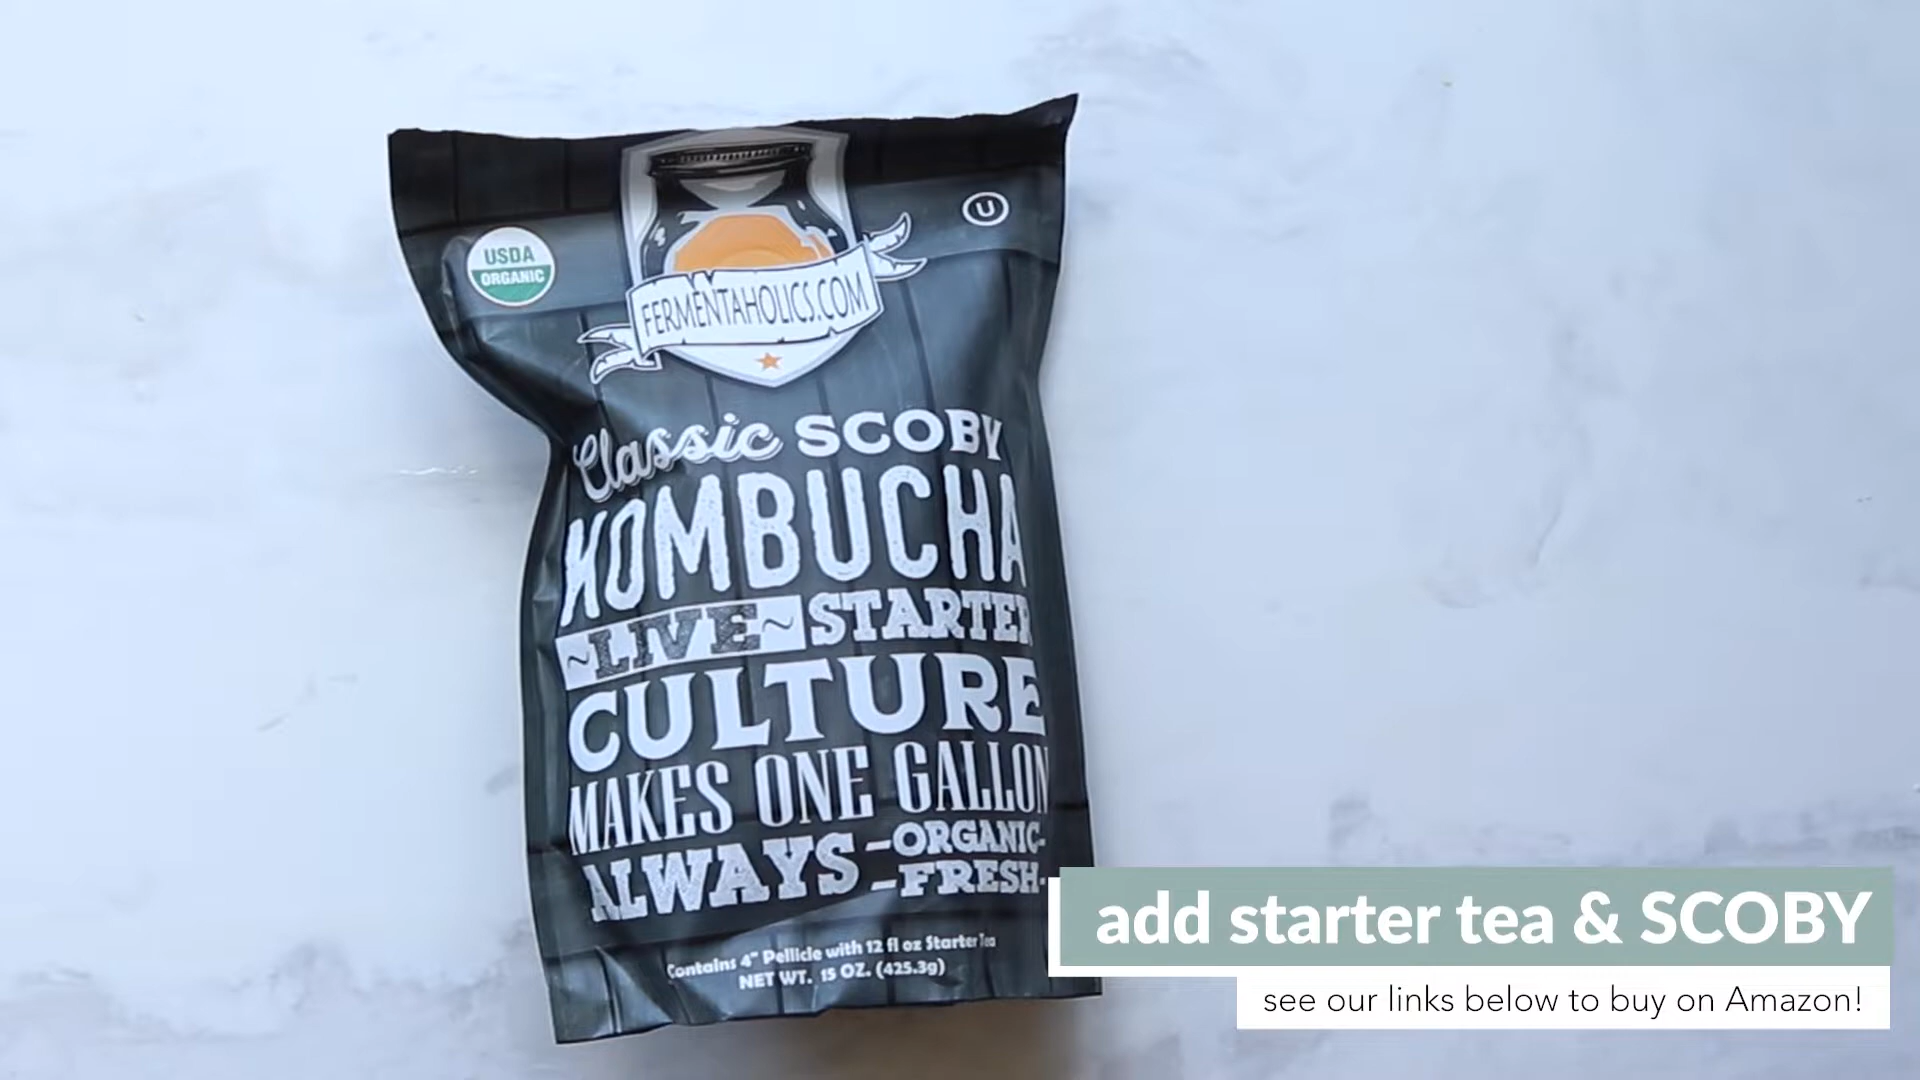 USDA
ORGANIC
U
FERMENTAHOLICS.COM
Classic SCOBY
KOMBUCHA
~LIVE~ STARTER
CULTURE
MAKES ONE GALLON
ALWAYS -ORGANIC-
-FRESH-
Contains 4" Pellicle with 12 fl oz Starter Tea
NET WT. 15 OZ. (425.3g)
add starter tea & SCOBY
see our links below to buy on Amazon!